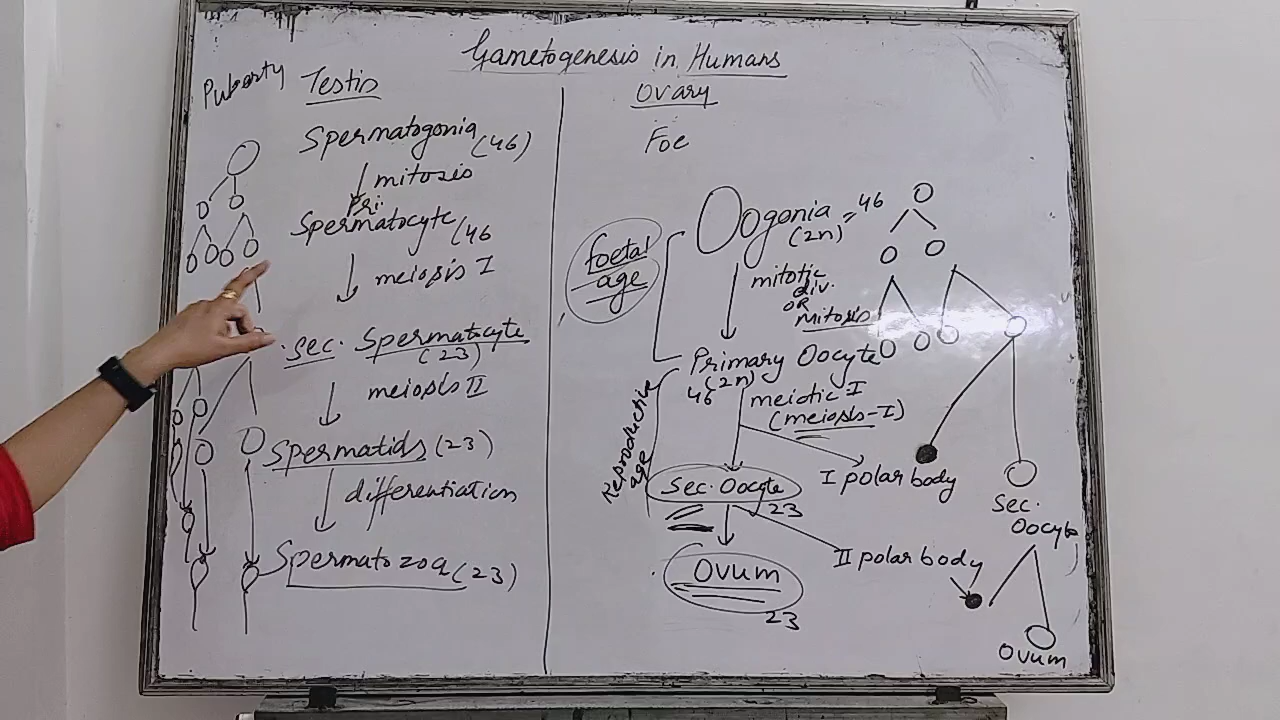 Gametogenesis in Humans
Puberty
Testis
Spermatogonia (46)
mitosis
Pri.
Spermatocyte (46
meiosis I
sec. Spermatocyte
(23)
meiosis II
Spermatids (23)
differentiation
Spermatozoa (23)
Ovary
Foe
foetal
age
Oogonia = 46
(2n)
mitotic
div.
OR
mitosis
Primary Oocyte
46 (2n)
Reproductive
age
meiotic I
(meiosis-I)
I polar body
Sec. Oocyte
23
II polar body
Ovum
23
Sec.
Oocyte
Ovum